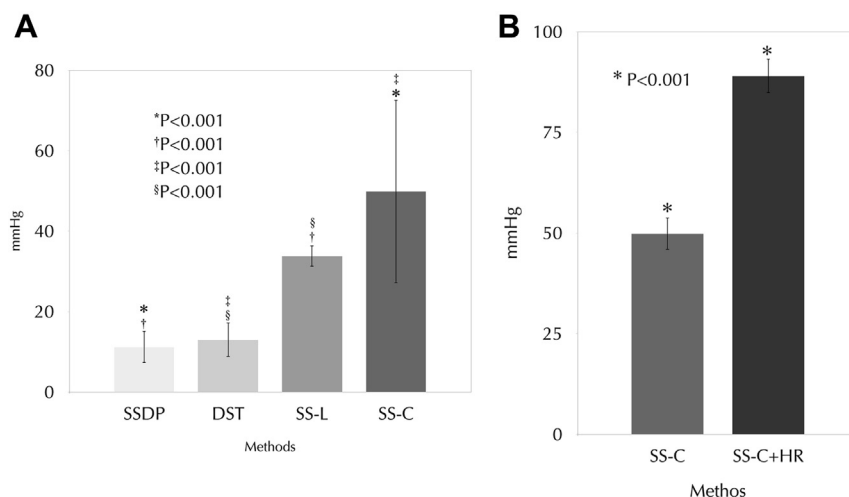 A
mmHg
80
60
40
20
0
*P<0.001
†P<0.001
‡P<0.001
§P<0.001
*
†
‡
§
§
†
‡
*
SSDP DST SS-L SS-C
Methods
B
mmHg
100
75
50
25
0
* P<0.001
*
*
SS-C SS-C+HR
Methos